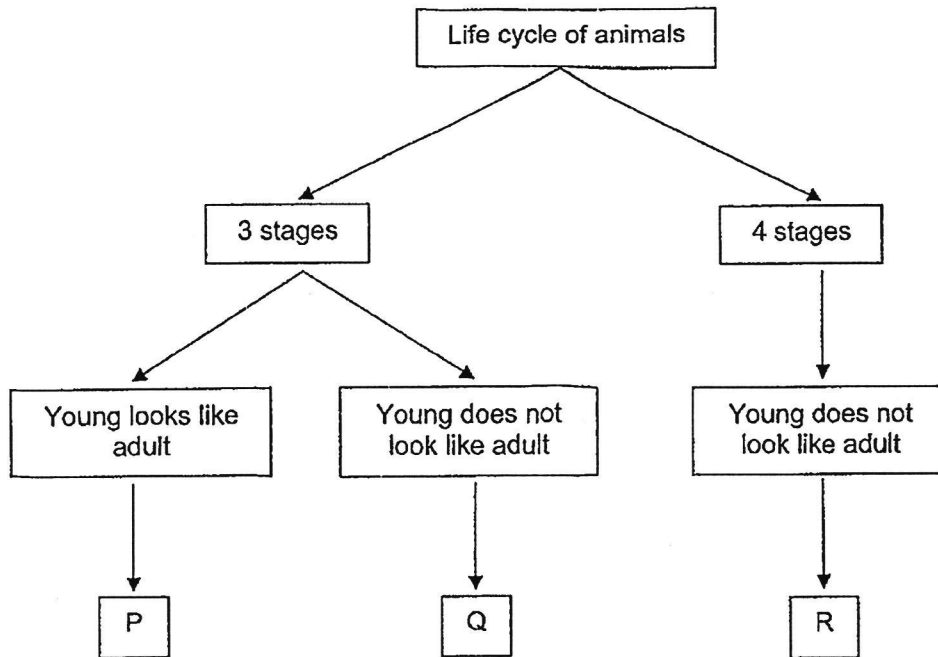 Life cycle of animals
3 stages
4 stages
Young looks like
adult
Young does not
look like adult
Young does not
look like adult
P
Q
R